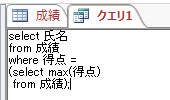 成績 クエリ1
select 氏名
from 成績
where 得点 =
(select max(得点)
from 成績);